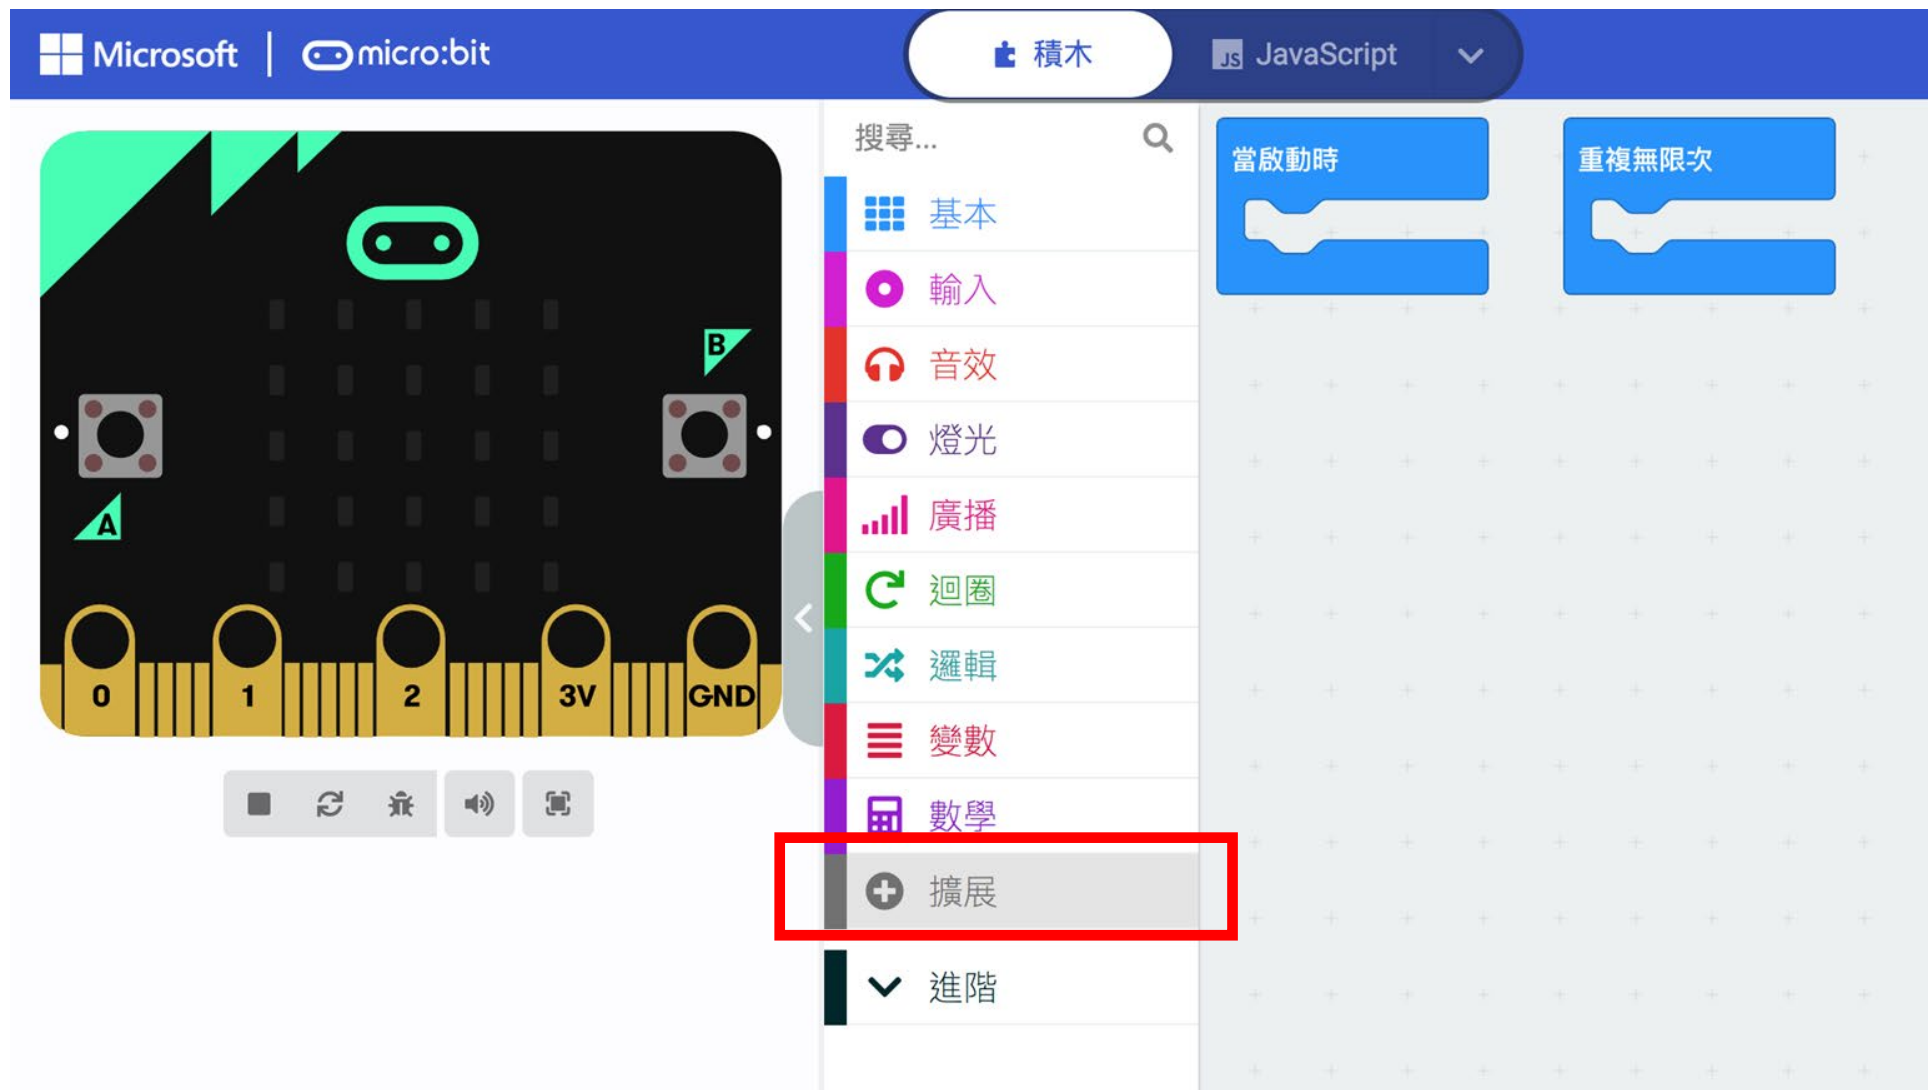 Microsoft
micro:bit
積木
JS JavaScript
搜尋...
基本
輸入
音效
燈光
廣播
迴圈
邏輯
變數
數學
擴展
進階
當啟動時
重複無限次
B
A
0 1 2 3V GND